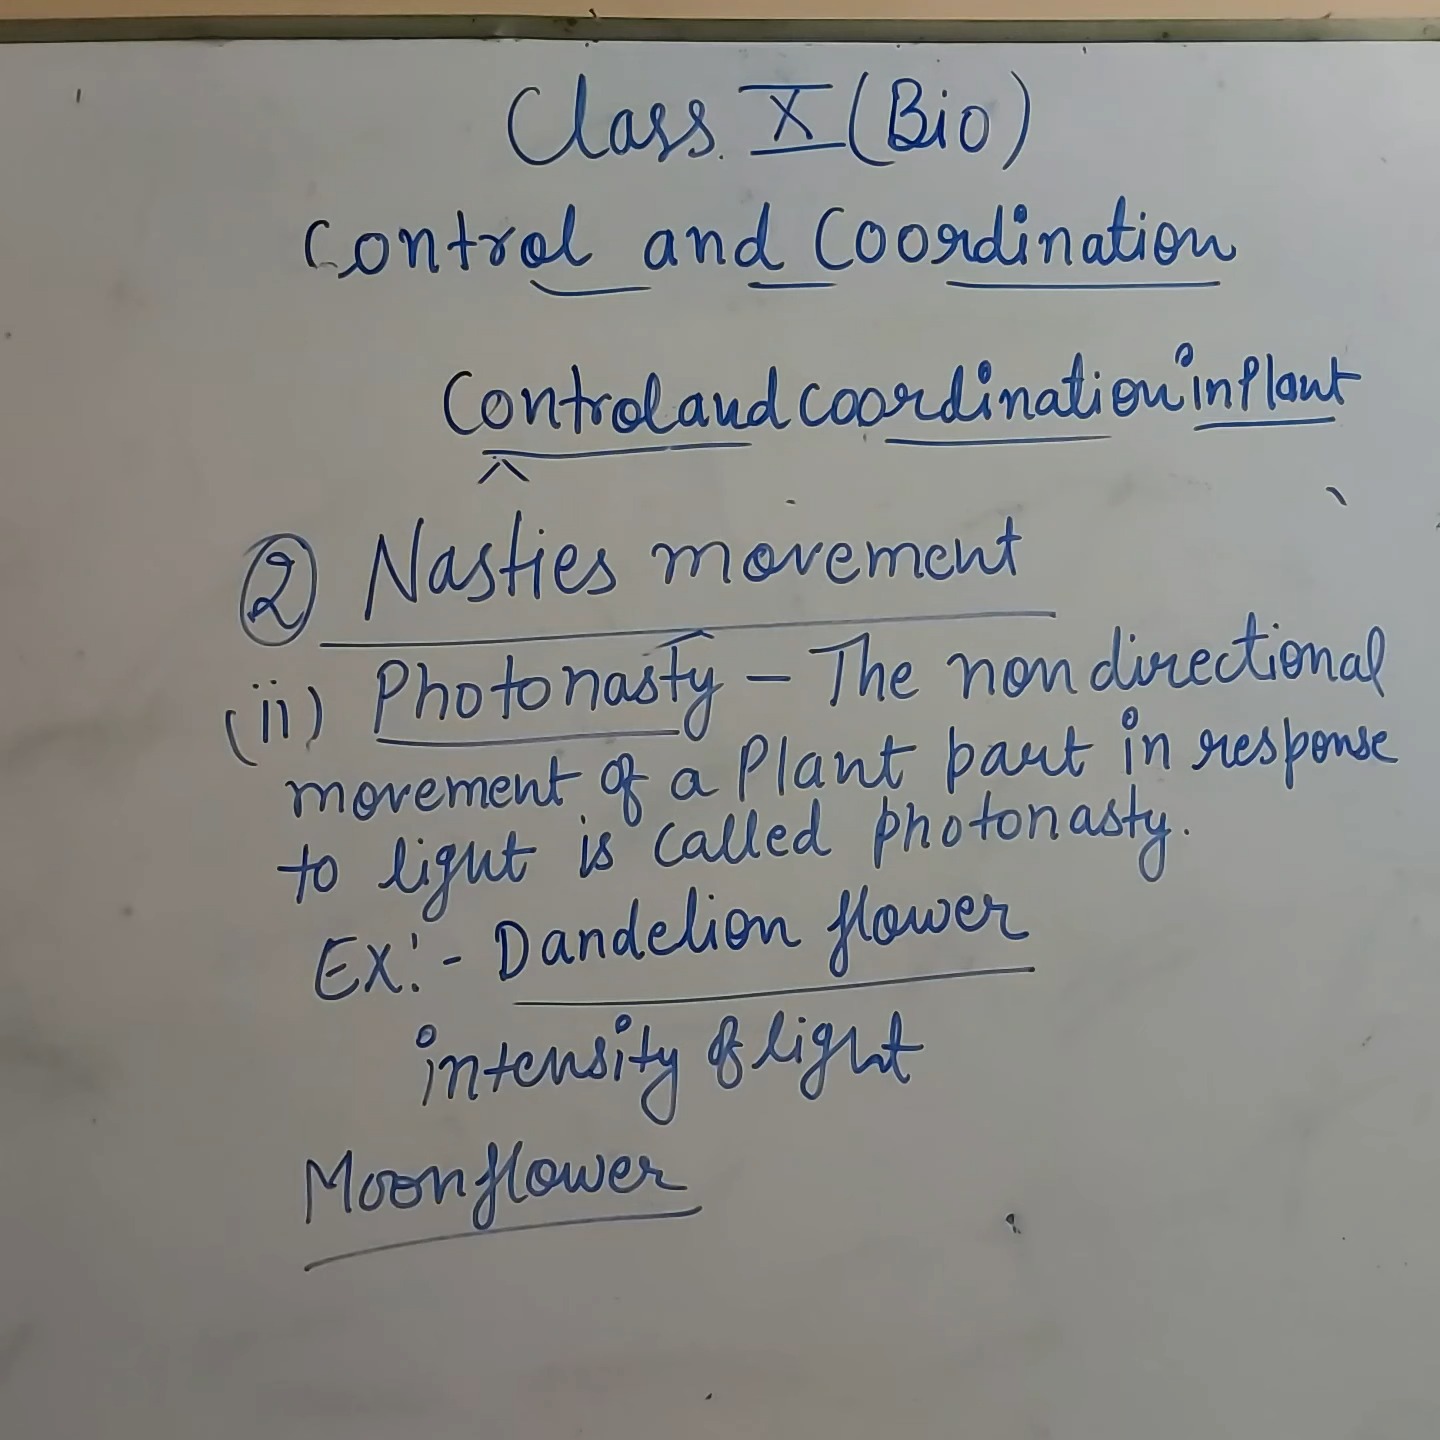 Class X (Bio)
Control and Coordination
Control and coordination in Plant
② Nasties movement
(ii) Photonasty – The non directional
movement of a Plant part in response
to light is called photonasty.
Ex:- Dandelion flower
intensity of light
Moonflower